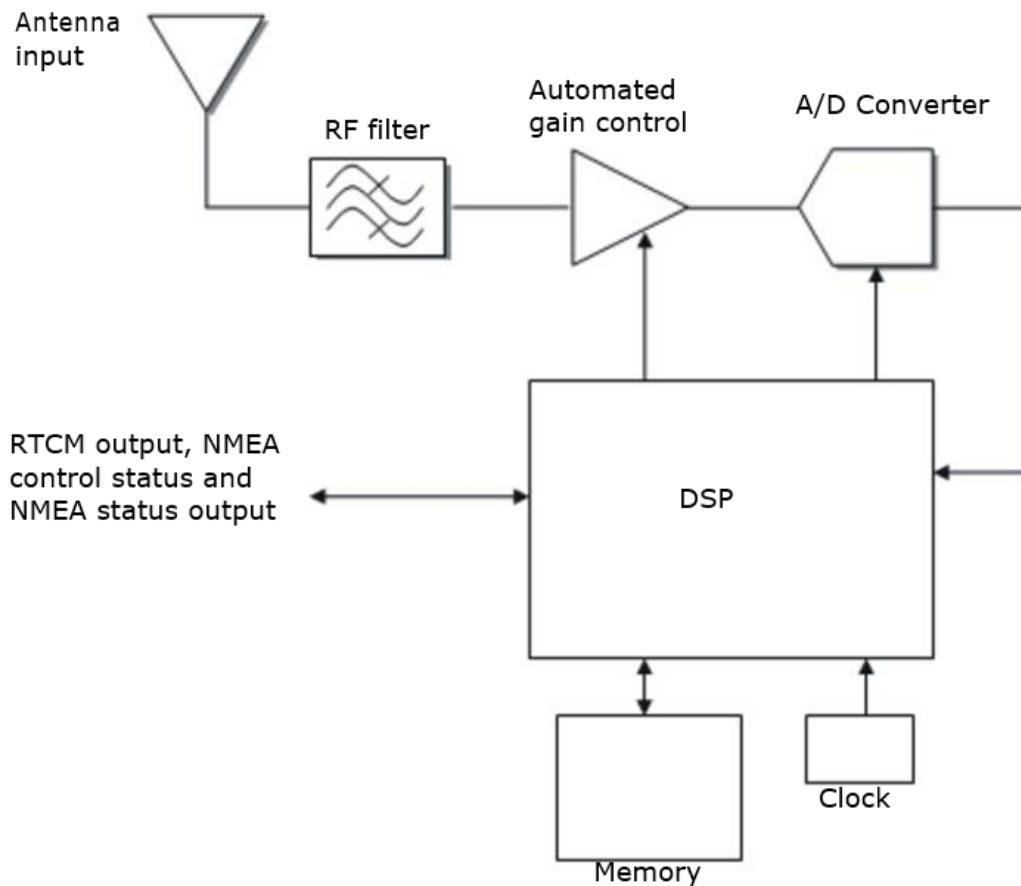 Antenna
input
RF filter
Automated
gain control
A/D Converter
RTCM output, NMEA
control status and
NMEA status output
DSP
Clock
Memory